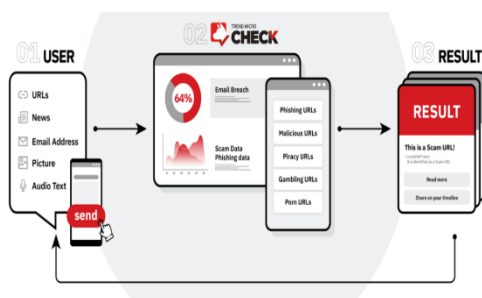 01 USER
URLs
News
Email Address
Picture
Audio Text
send
02 TREND MICRO
CHECK
64%
Email Breach
Scam Data
Phishing data
Phishing URLs
Malicious URLs
Piracy URLs
Gambling URLs
Porn URLs
03 RESULT
RESULT
This is a Scam URL!
Read more
Share on your timeline